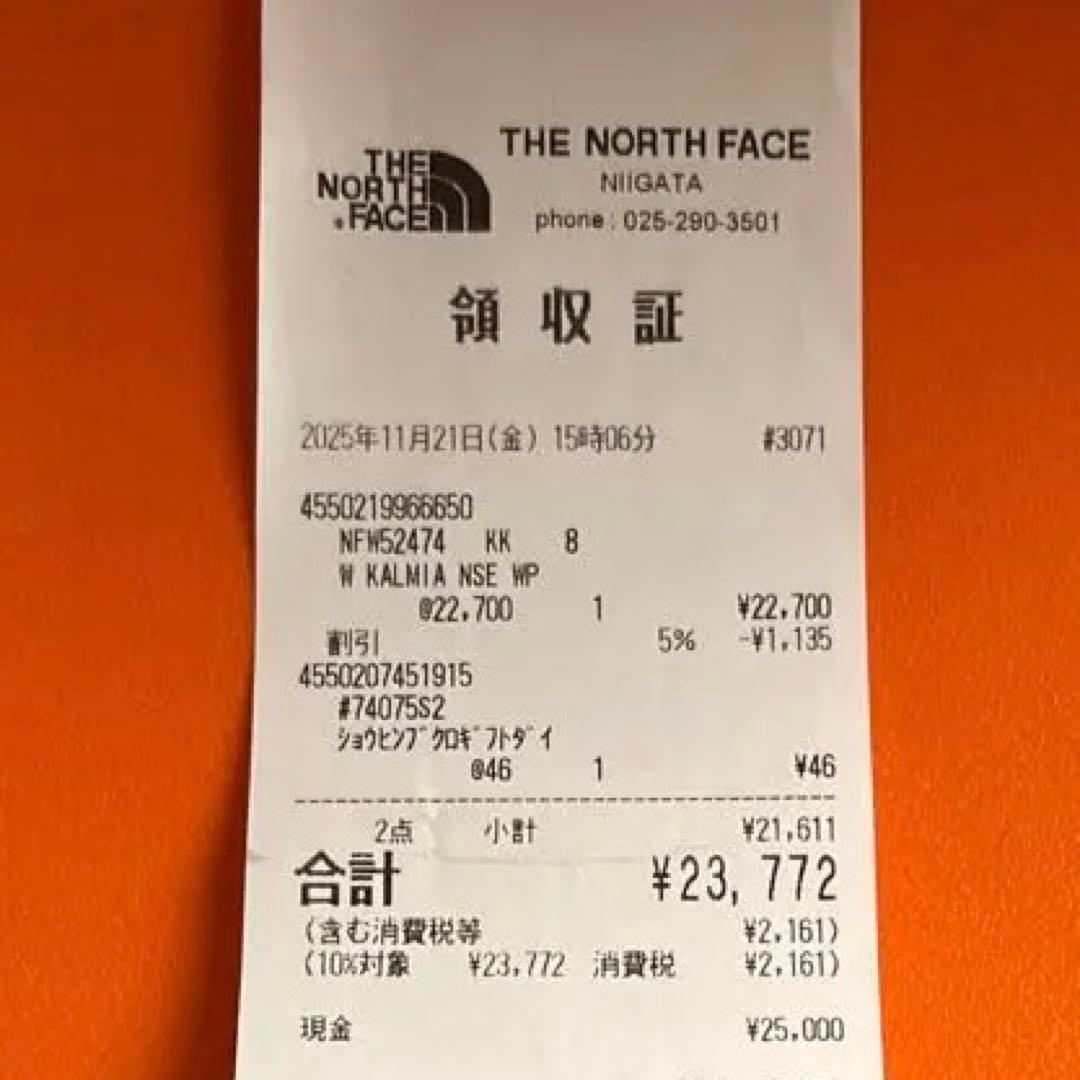 THE NORTH FACE
THE NORTH FACE
NIIGATA
phone : 025-290-3501
領収証
2025年11月21日(金) 15時06分 #3071
4550219966650
NFW52474 KK 8
W KALMIA NSE WP
@22,700 1 ¥22,700
割引 5% -¥1,135
4550207451915
#74075S2
ショウヒンブクロギフトダイ
@46 1 ¥46
2点 小計 ¥21,611
合計 ¥23,772
(含む消費税等 ¥2,161)
(10%対象 ¥23,772 消費税 ¥2,161)
現金 ¥25,000